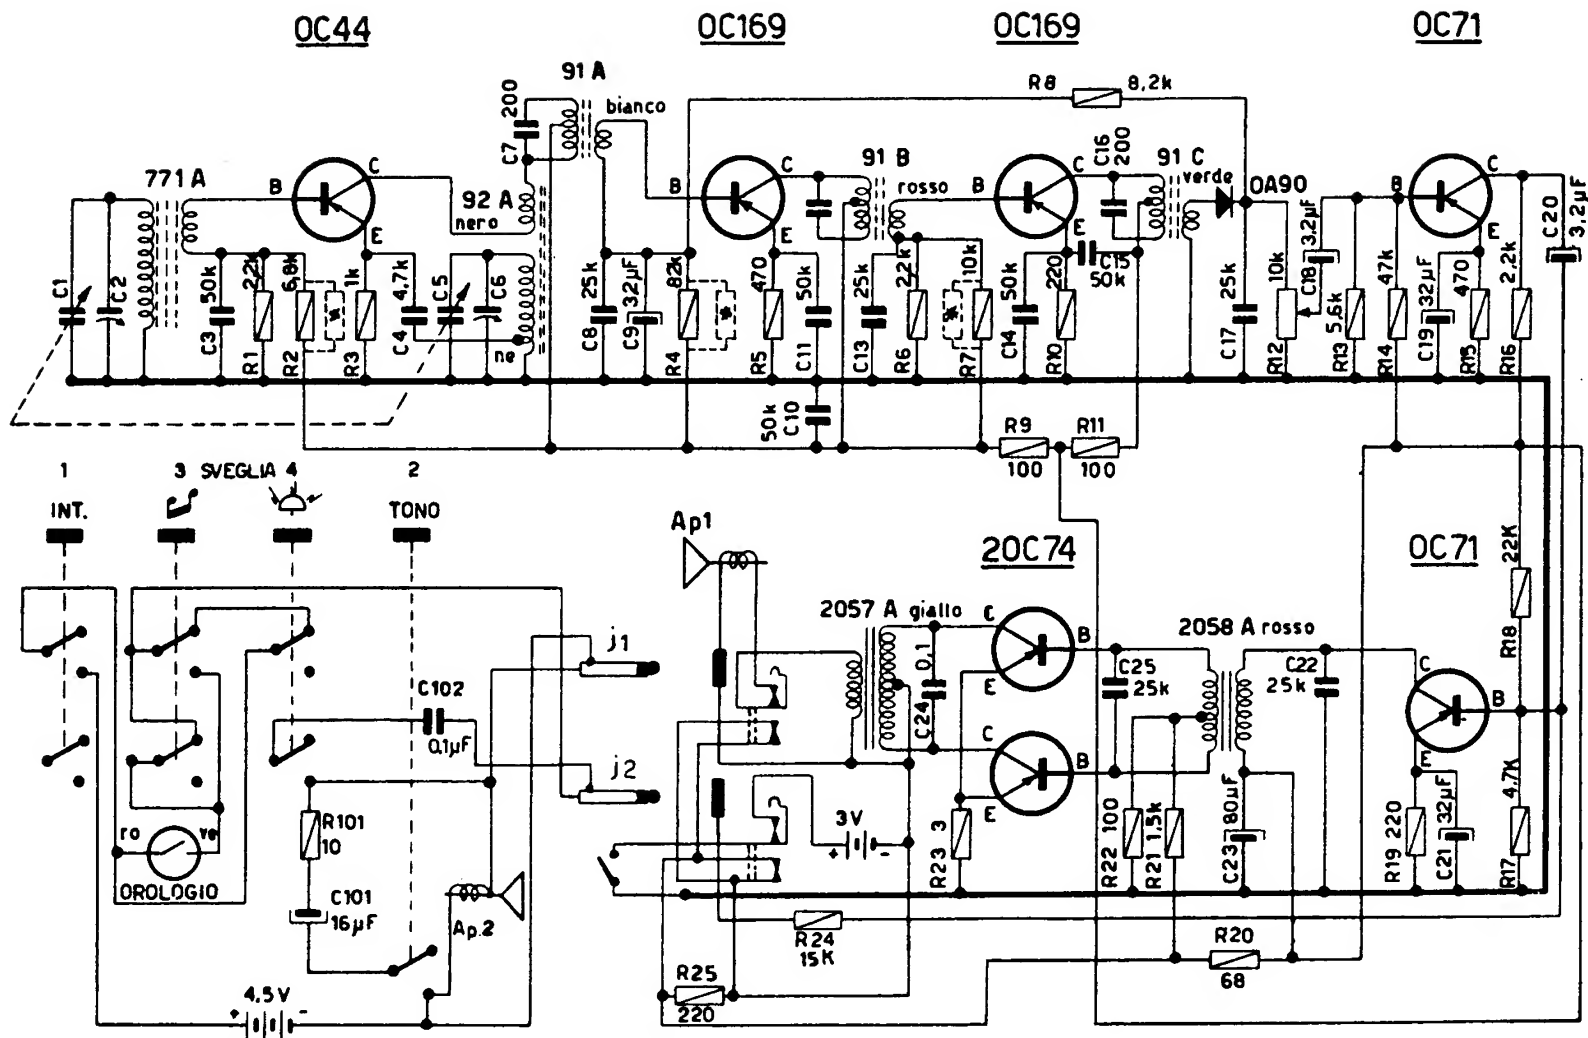 OC44
OC169
OC169
OC71
91 A
bianco
R8
8,2k
200
C7
771 A
B
C
E
92 A
nero
B
C
E
91 B
rosso
B
C
E
C16
200
91 C
verde
OA90
B
C
E
C20
3,2µF
C1
C2
50k
C3
2,2k
R1
6,8k
R2
*
1k
R3
4,7k
C4
C5
C6
ne
25k
C8
32µF
C9
82k
R4
*
470
R5
50k
C11
25k
C13
22k
R6
*
10k
R7
50k
C14
220
R10
C15
50k
25k
C17
10k
R12
3,2µF
C18
5,6k
R13
47k
R14
32µF
C19
470
R15
2,2k
R16
50k
C10
R9
100
R11
100
1
3 SVEGLIA 4
2
INT.
TONO
Ap1
2OC74
OC71
22K
R18
j1
2057 A giallo
C
B
E
2058 A rosso
C102
0,1µF
0,1
C24
C25
25k
C22
25k
C
B
E
j2
C
B
E
ro
ve
OROLOGIO
R101
10
C101
16µF
Ap.2
3V
+ -
3
R23
100
R22
1,5k
R21
80µF
C23
220
R19
32µF
C21
4,7K
R17
R24
15K
R20
68
R25
220
4,5V
+ -